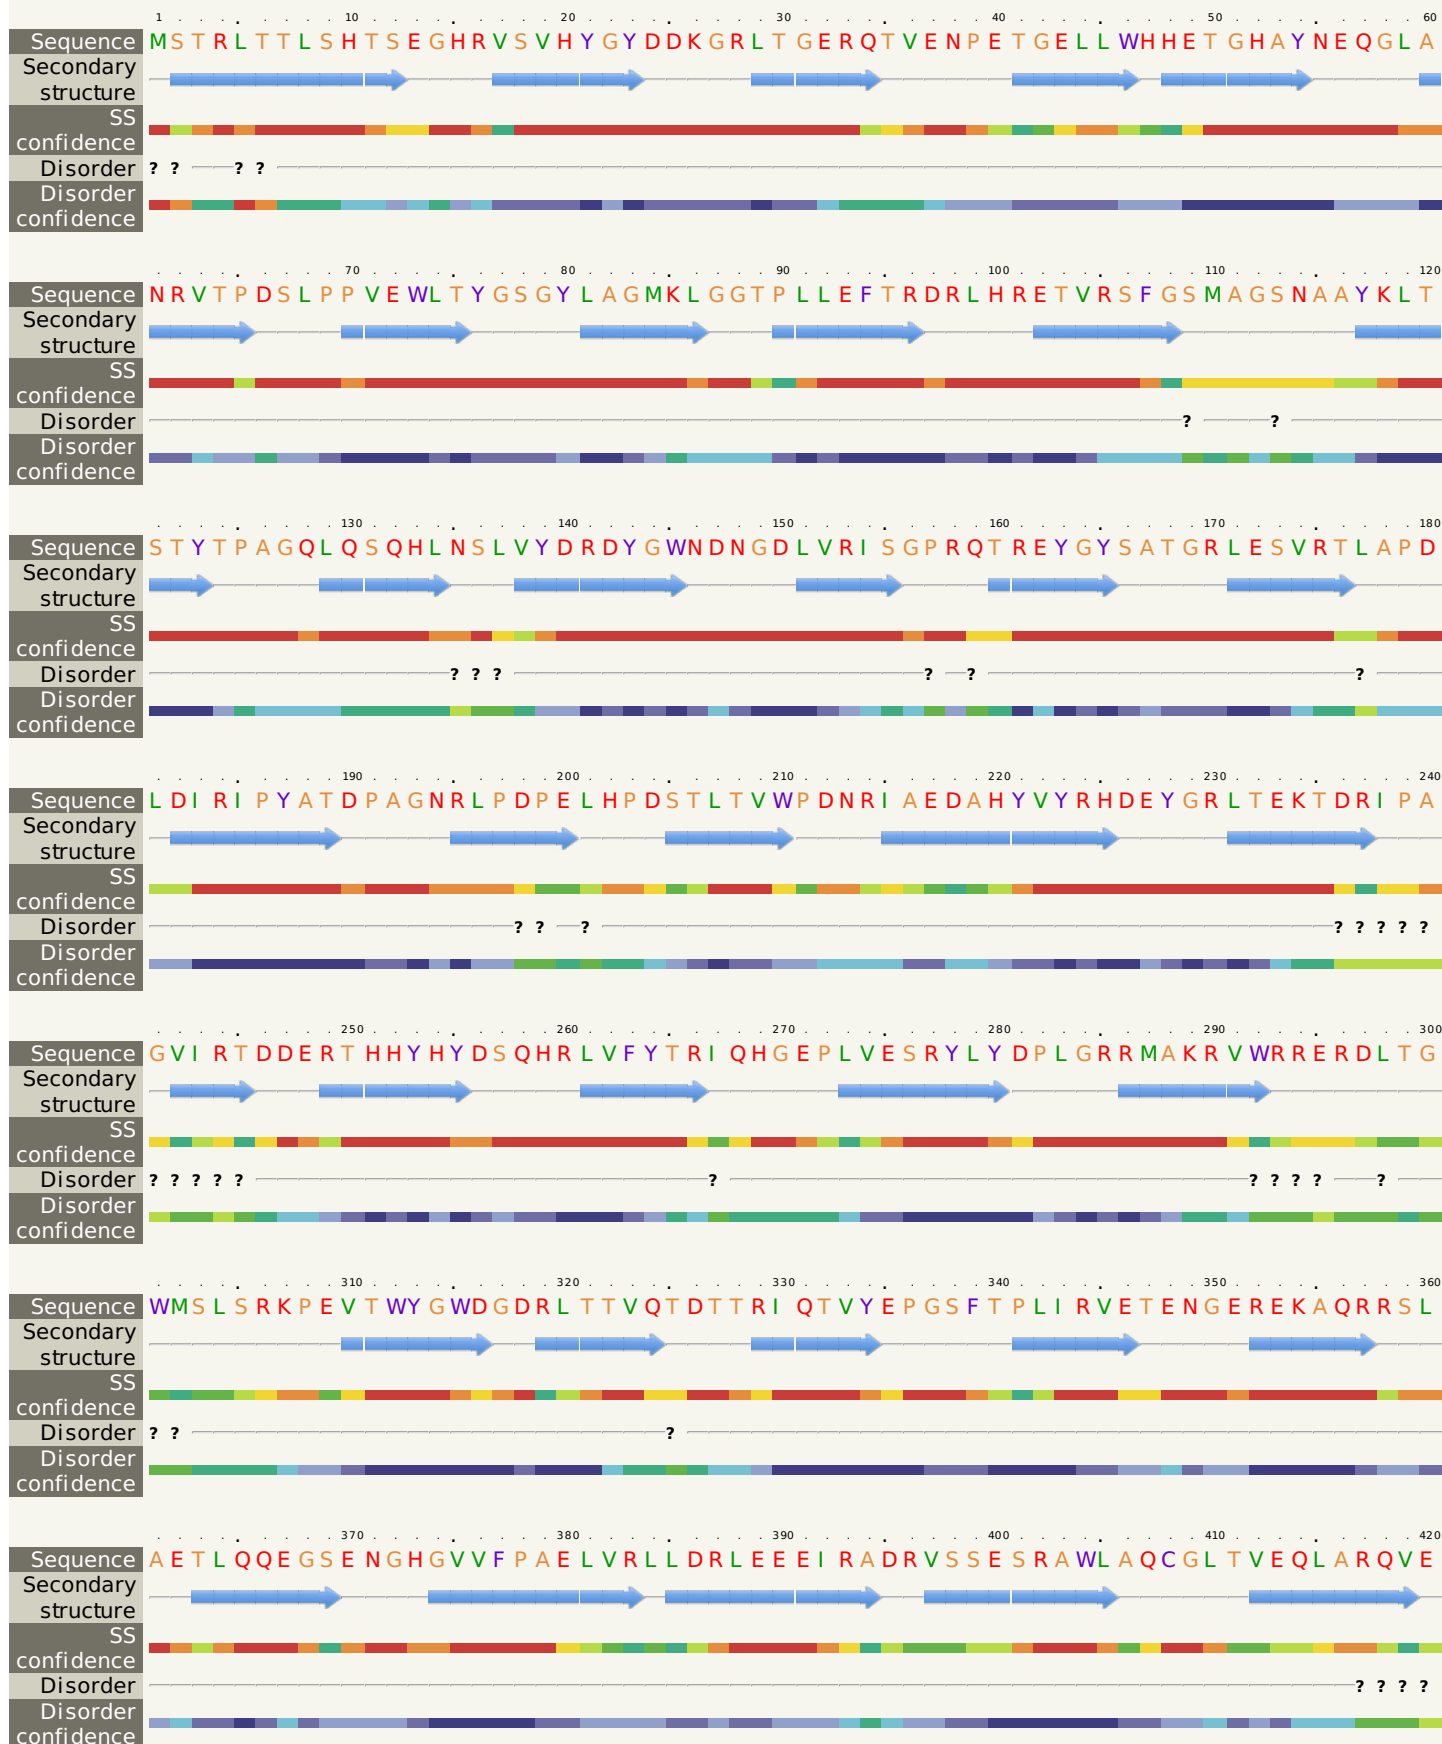 1 10 20 30 40 50 60
Sequence MSTRLTTLSHTSEGHRVSVHYGYDDKGRLTGERQTVENPETGELLWHHETGHAYNEQGLA
Secondary
structure
SS
confidence
Disorder ? ? ? ?
Disorder
confidence
70 80 90 100 110 120
Sequence NRVTPDSLPPVEWLTYGSGYLAGMKLGGTPLLEFTRDRLHRETVRSFGSMAGSNAAYKLT
Secondary
structure
SS
confidence
Disorder ? ?
Disorder
confidence
130 140 150 160 170 180
Sequence STYTPAGQLQSQHLNSLVYDRDYGWNDNGDLVRISGPRQTREYGYSATGRLESVRTLAPD
Secondary
structure
SS
confidence
Disorder ? ? ? ? ? ?
Disorder
confidence
190 200 210 220 230 240
Sequence LDIRIPYATDPAGNRLPDPELHPDSTLTVWPDNRIAEDAHYVYRHDEYGRLTEKTDRIPA
Secondary
structure
SS
confidence
Disorder ? ? ? ? ? ? ? ?
Disorder
confidence
250 260 270 280 290 300
Sequence GVIRTDDERTHHYHYDSQHRLVFYTRIQHGEPLVESRYLYDPLGRRMAKRVWRRERDLTG
Secondary
structure
SS
confidence
Disorder ? ? ? ? ? ? ? ? ? ? ?
Disorder
confidence
310 320 330 340 350 360
Sequence WMSLSRKPEVTWYGWDGDRLTTVQTDTTRIQTVYEPGSFTPLIRVETENGEREKAQRRSL
Secondary
structure
SS
confidence
Disorder ? ? ?
Disorder
confidence
370 380 390 400 410 420
Sequence AETLQQEGSENGHGVVFPAELVRLLDRLEEEIRADRVSSESRAWLAQCGLTVEQLARQVE
Secondary
structure
SS
confidence
Disorder ? ? ? ?
Disorder
confidence